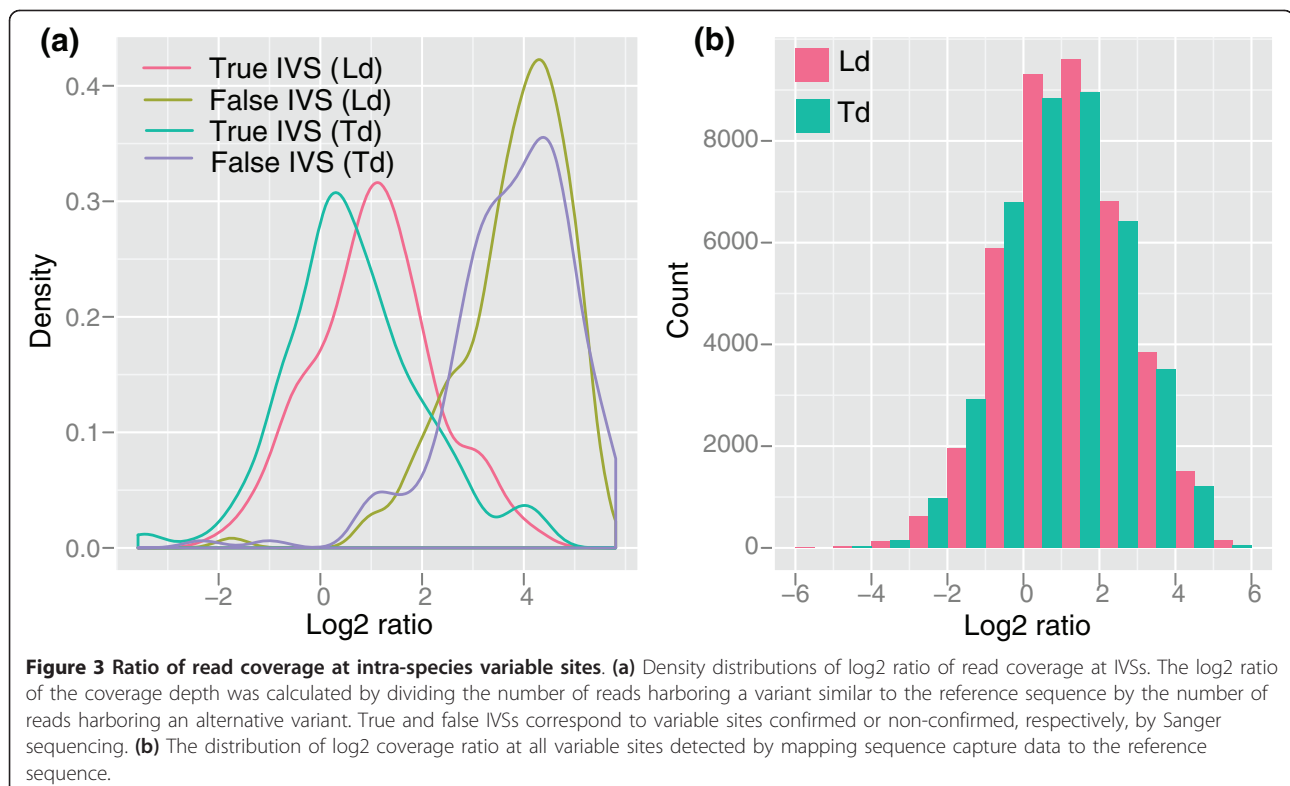 (a)
True IVS (Ld)
False IVS (Ld)
True IVS (Td)
False IVS (Td)
0.4
0.3
0.2
0.1
0.0
Density
−2 0 2 4
Log2 ratio
(b)
Ld
Td
8000
6000
4000
2000
0
Count
−6 −4 −2 0 2 4 6
Log2 ratio
Figure 3 Ratio of read coverage at intra-species variable sites. (a) Density distributions of log2 ratio of read coverage at IVSs. The log2 ratio
of the coverage depth was calculated by dividing the number of reads harboring a variant similar to the reference sequence by the number of
reads harboring an alternative variant. True and false IVSs correspond to variable sites confirmed or non-confirmed, respectively, by Sanger
sequencing. (b) The distribution of log2 coverage ratio at all variable sites detected by mapping sequence capture data to the reference
sequence.